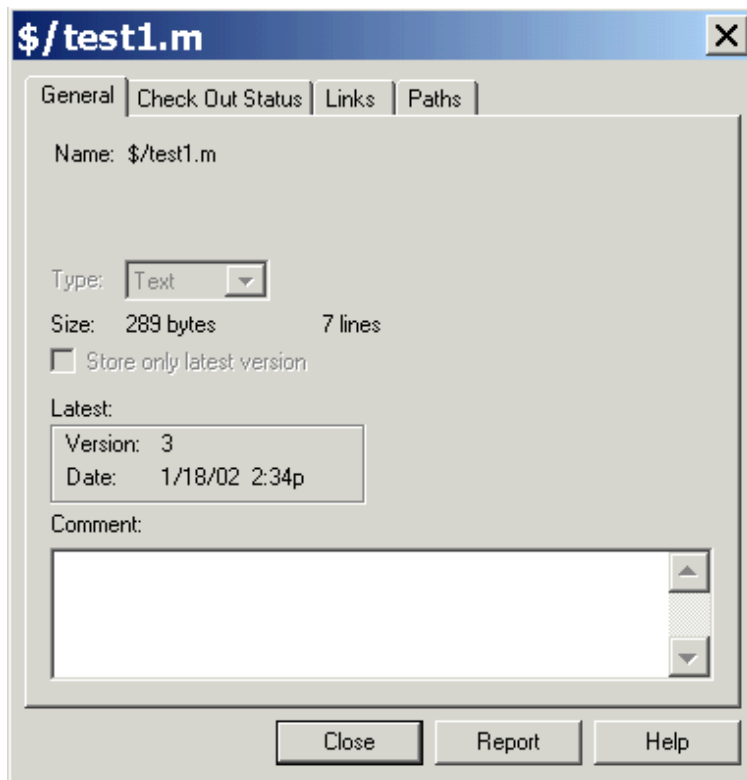 $/test1.m
General Check Out Status Links Paths
Name: $/test1.m
Type: Text
Size: 289 bytes 7 lines
Store only latest version
Latest:
Version: 3
Date: 1/18/02 2:34p
Comment:
Close Report Help